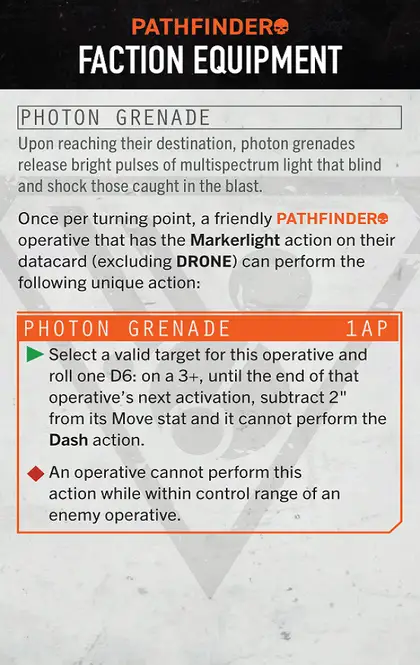 PATHFINDER
FACTION EQUIPMENT
PHOTON GRENADE
Upon reaching their destination, photon grenades
release bright pulses of multispectrum light that blind
and shock those caught in the blast.
Once per turning point, a friendly PATHFINDER
operative that has the Markerlight action on their
datacard (excluding DRONE) can perform the
following unique action:
PHOTON GRENADE 1AP
Select a valid target for this operative and
roll one D6: on a 3+, until the end of that
operative's next activation, subtract 2"
from its Move stat and it cannot perform the
Dash action.
An operative cannot perform this
action while within control range of an
enemy operative.